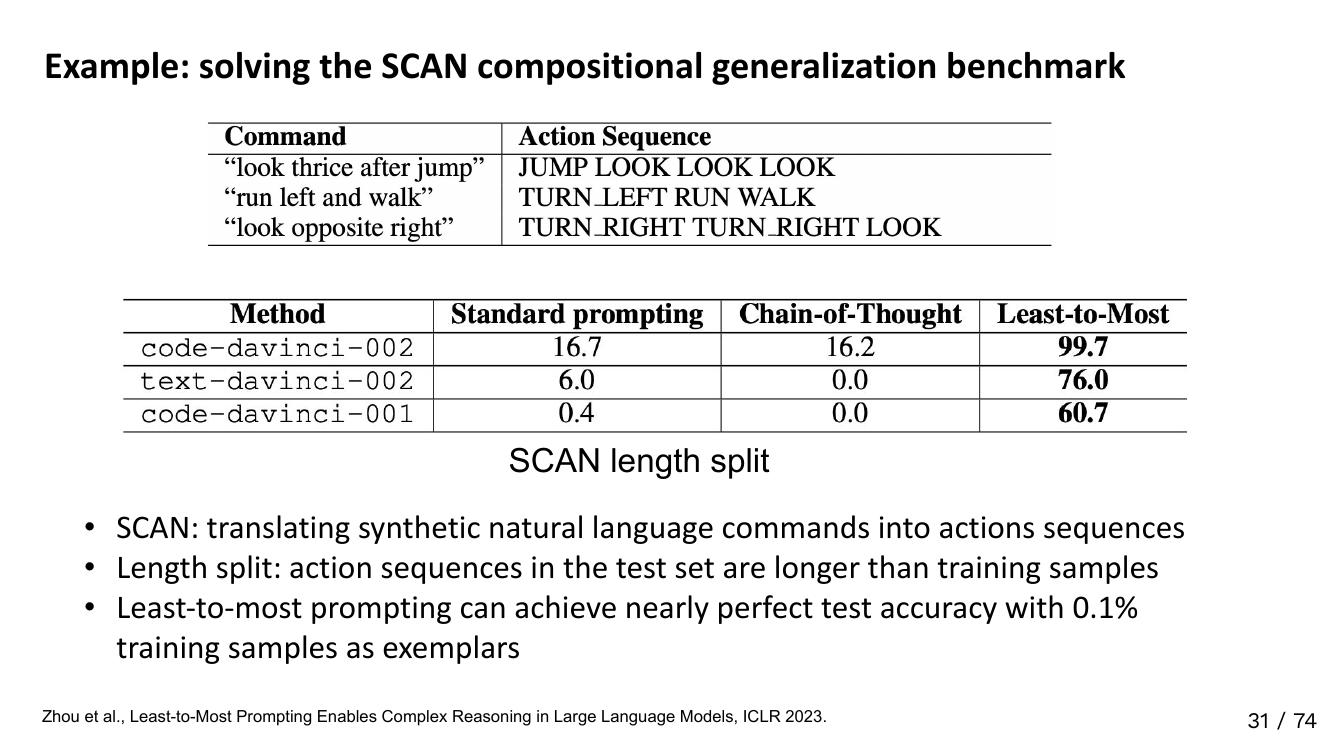 Example: solving the SCAN compositional generalization benchmark
Command Action Sequence
“look thrice after jump” JUMP LOOK LOOK LOOK
“run left and walk” TURN_LEFT RUN WALK
“look opposite right” TURN_RIGHT TURN_RIGHT LOOK
Method Standard prompting Chain-of-Thought Least-to-Most
code-davinci-002 16.7 16.2 99.7
text-davinci-002 6.0 0.0 76.0
code-davinci-001 0.4 0.0 60.7
SCAN length split
• SCAN: translating synthetic natural language commands into actions sequences
• Length split: action sequences in the test set are longer than training samples
• Least-to-most prompting can achieve nearly perfect test accuracy with 0.1%
training samples as exemplars
Zhou et al., Least-to-Most Prompting Enables Complex Reasoning in Large Language Models, ICLR 2023.
31 / 74